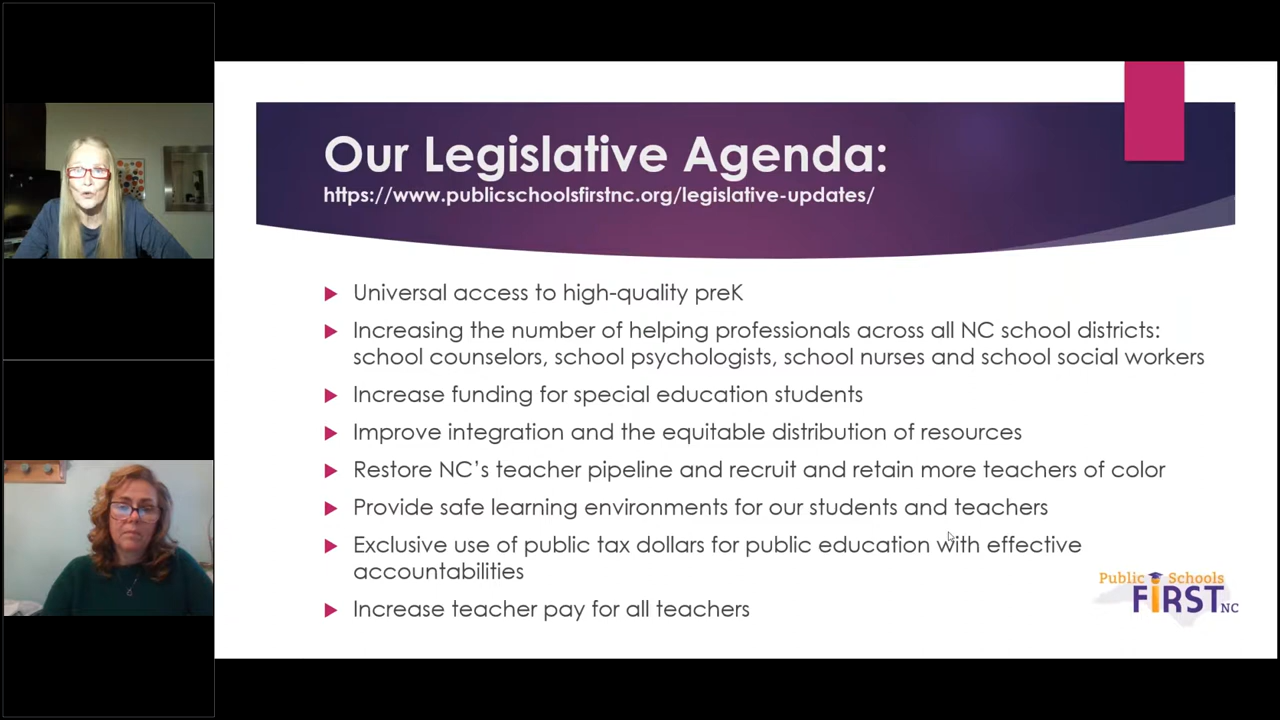 Our Legislative Agenda:
https://www.publicschoolsfirstnc.org/legislative-updates/
Universal access to high-quality preK
Increasing the number of helping professionals across all NC school districts:
school counselors, school psychologists, school nurses and school social workers
Increase funding for special education students
Improve integration and the equitable distribution of resources
Restore NC’s teacher pipeline and recruit and retain more teachers of color
Provide safe learning environments for our students and teachers
Exclusive use of public tax dollars for public education with effective
accountabilities
Increase teacher pay for all teachers
Public Schools
FIRST NC